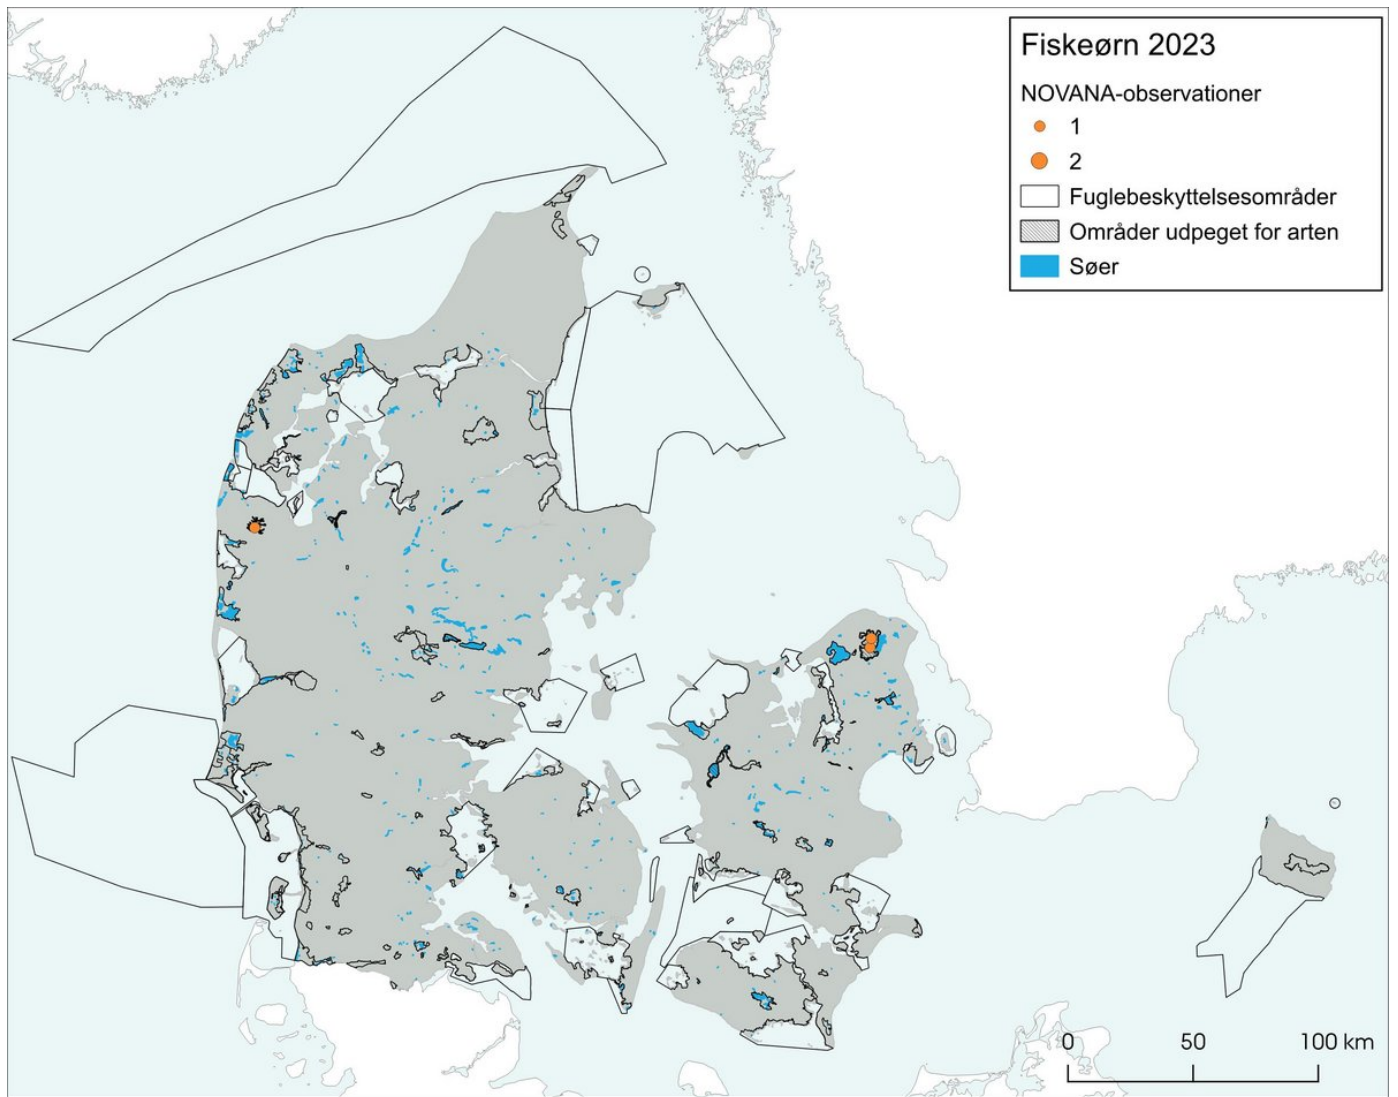 Fiskeørn 2023
NOVANA-observationer
1
2
Fuglebeskyttelsesområder
Områder udpeget for arten
Søer
0 50 100 km